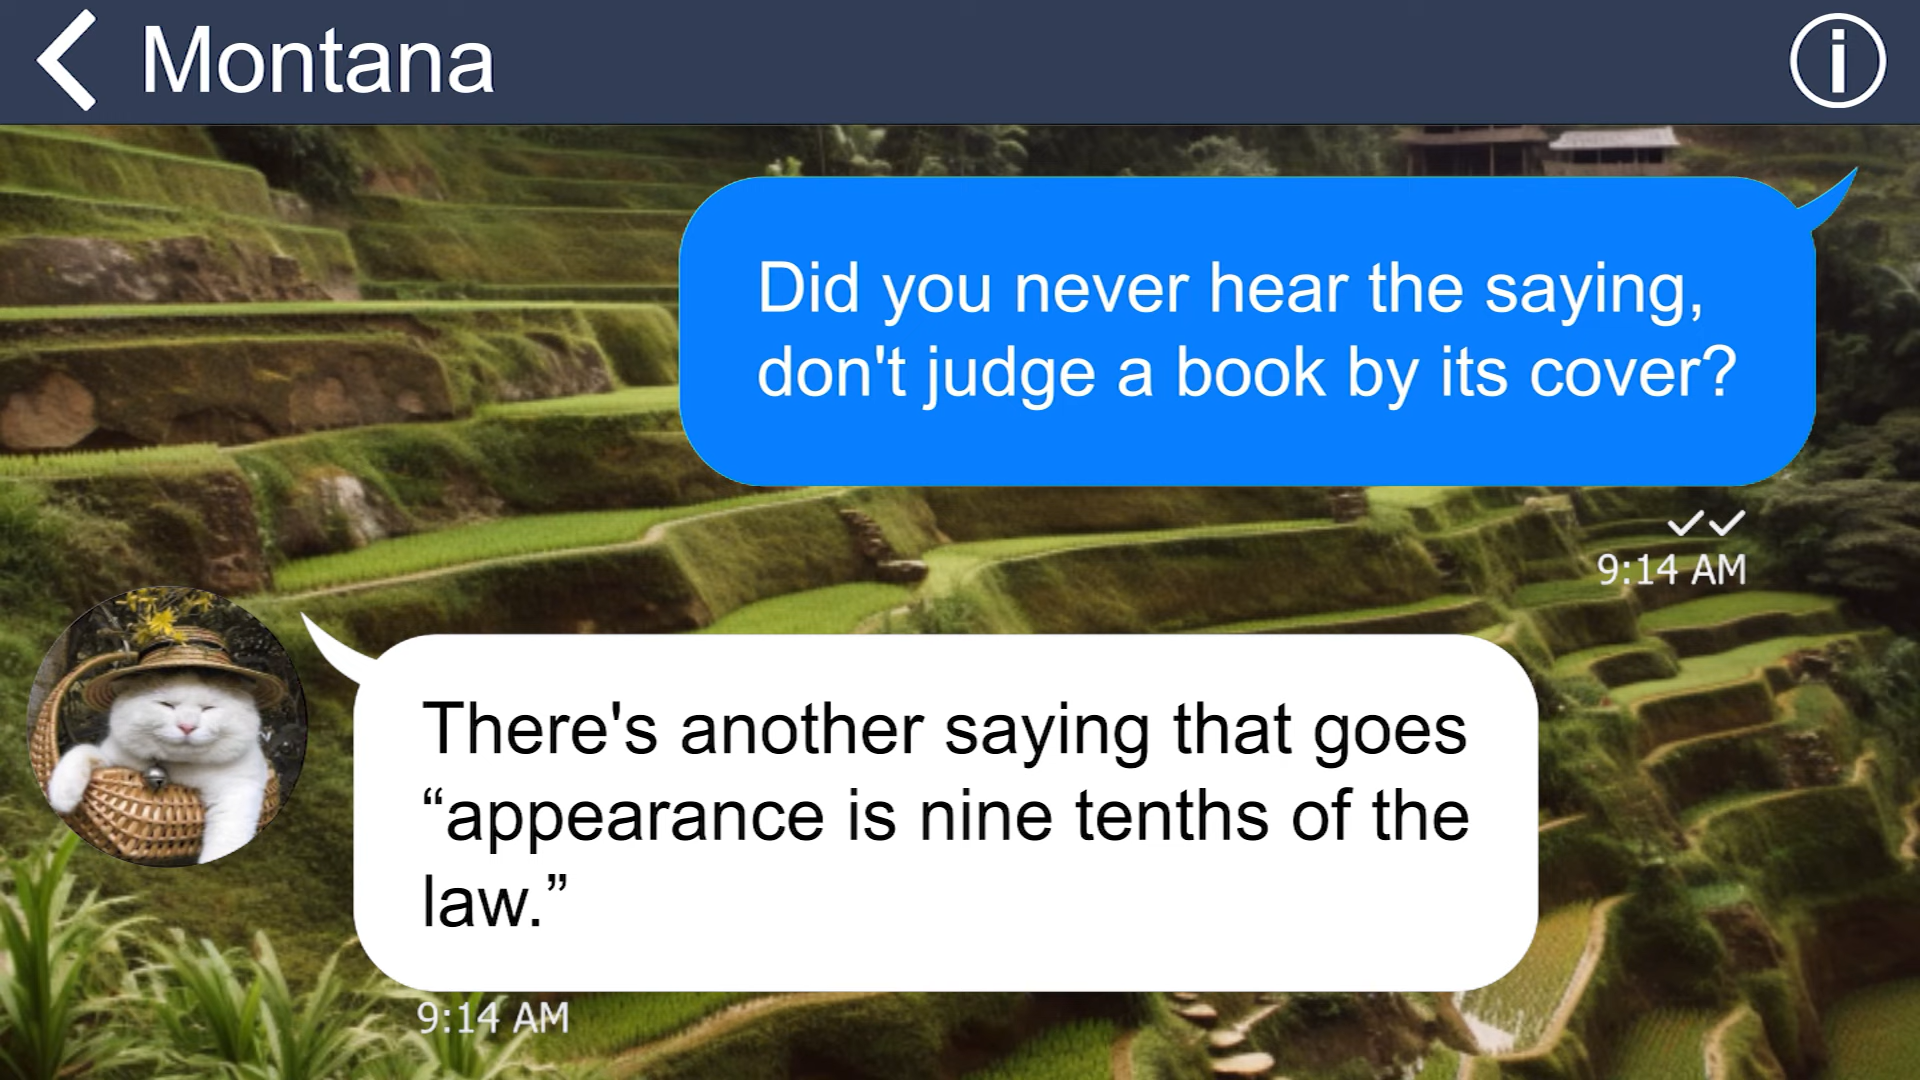 Montana
Did you never hear the saying,
don't judge a book by its cover?
9:14 AM
There's another saying that goes
“appearance is nine tenths of the
law.”
9:14 AM